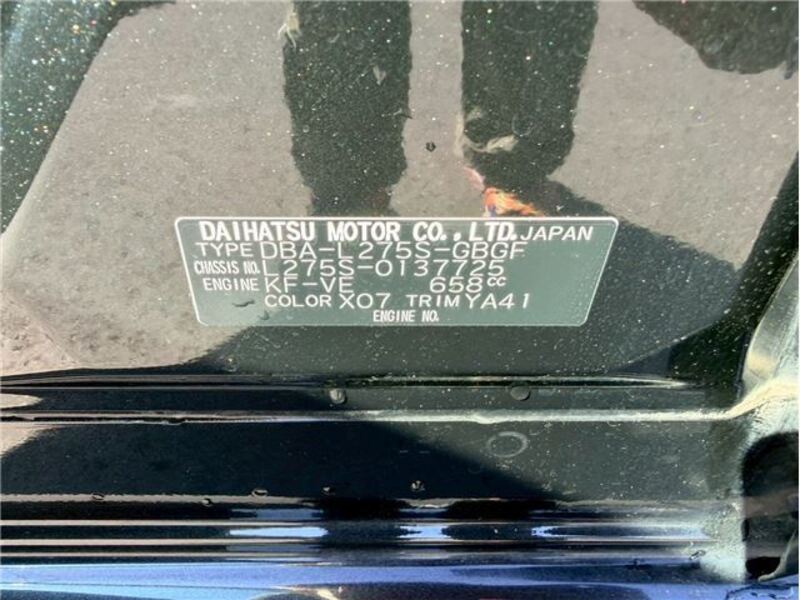 DAIHATSU MOTOR CO., LTD. JAPAN
TYPE DBA-L275S-GBGF
CHASSIS NO. L275S-0137725
ENGINE KF-VE 658cc
COLOR X07 TRIM YA41
ENGINE NO.